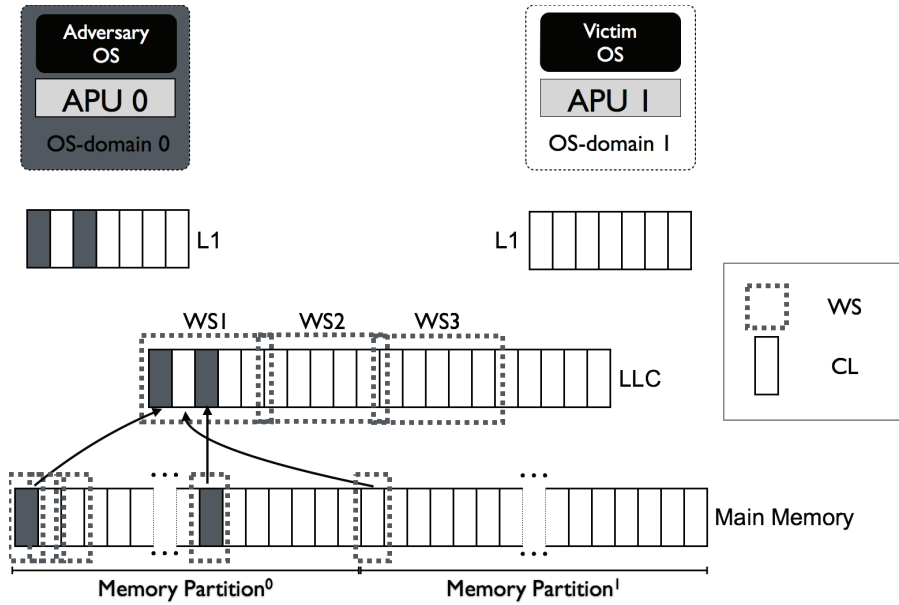 Adversary
OS
APU 0
OS-domain 0
Victim
OS
APU 1
OS-domain 1
L1
L1
WS
CL
WS1 WS2 WS3
LLC
Main Memory
Memory Partition⁰ Memory Partition¹